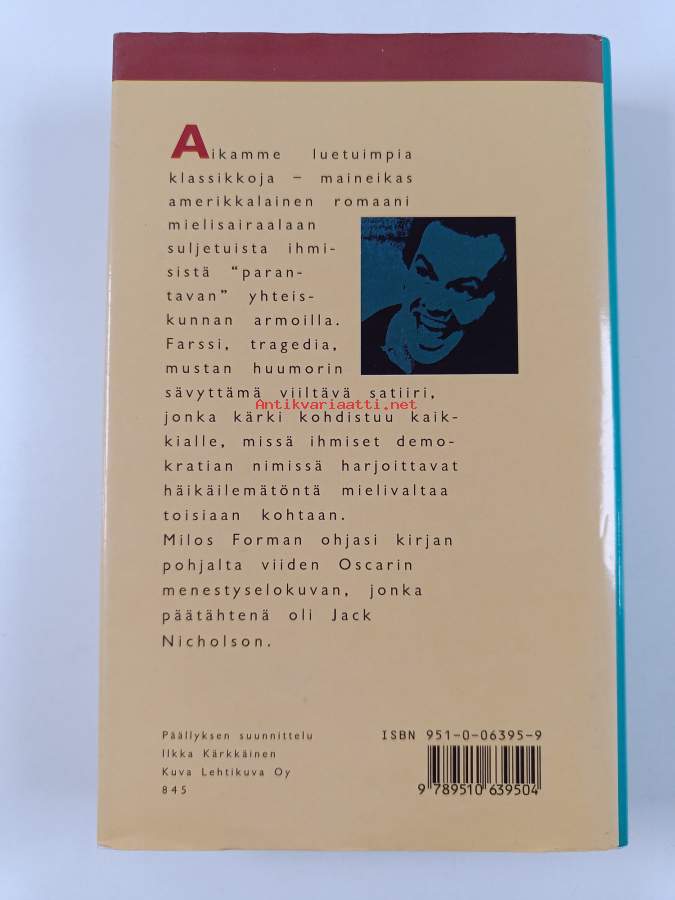 Aikamme luetuimpia
klassikkoja – maineikas
amerikkalainen romaani
mielisairaalaan
suljetuista ihmi-
sistä "paran-
tavan" yhteis-
kunnan armoilla.
Farssi, tragedia,
mustan huumorin
sävyttämä viiltävä satiiri,
Antikvariaatti.net
jonka kärki kohdistuu kaik-
kialle, missä ihmiset demo-
kratian nimissä harjoittavat
häikäilemätöntä mielivaltaa
toisiaan kohtaan.
Milos Forman ohjasi kirjan
pohjalta viiden Oscarin
menestyselokuvan, jonka
päätähtenä oli Jack
Nicholson.
Päällyksen suunnittelu
Ilkka Kärkkäinen
Kuva Lehtikuva Oy
845
ISBN 951-0-06395-9
9 789510 639504